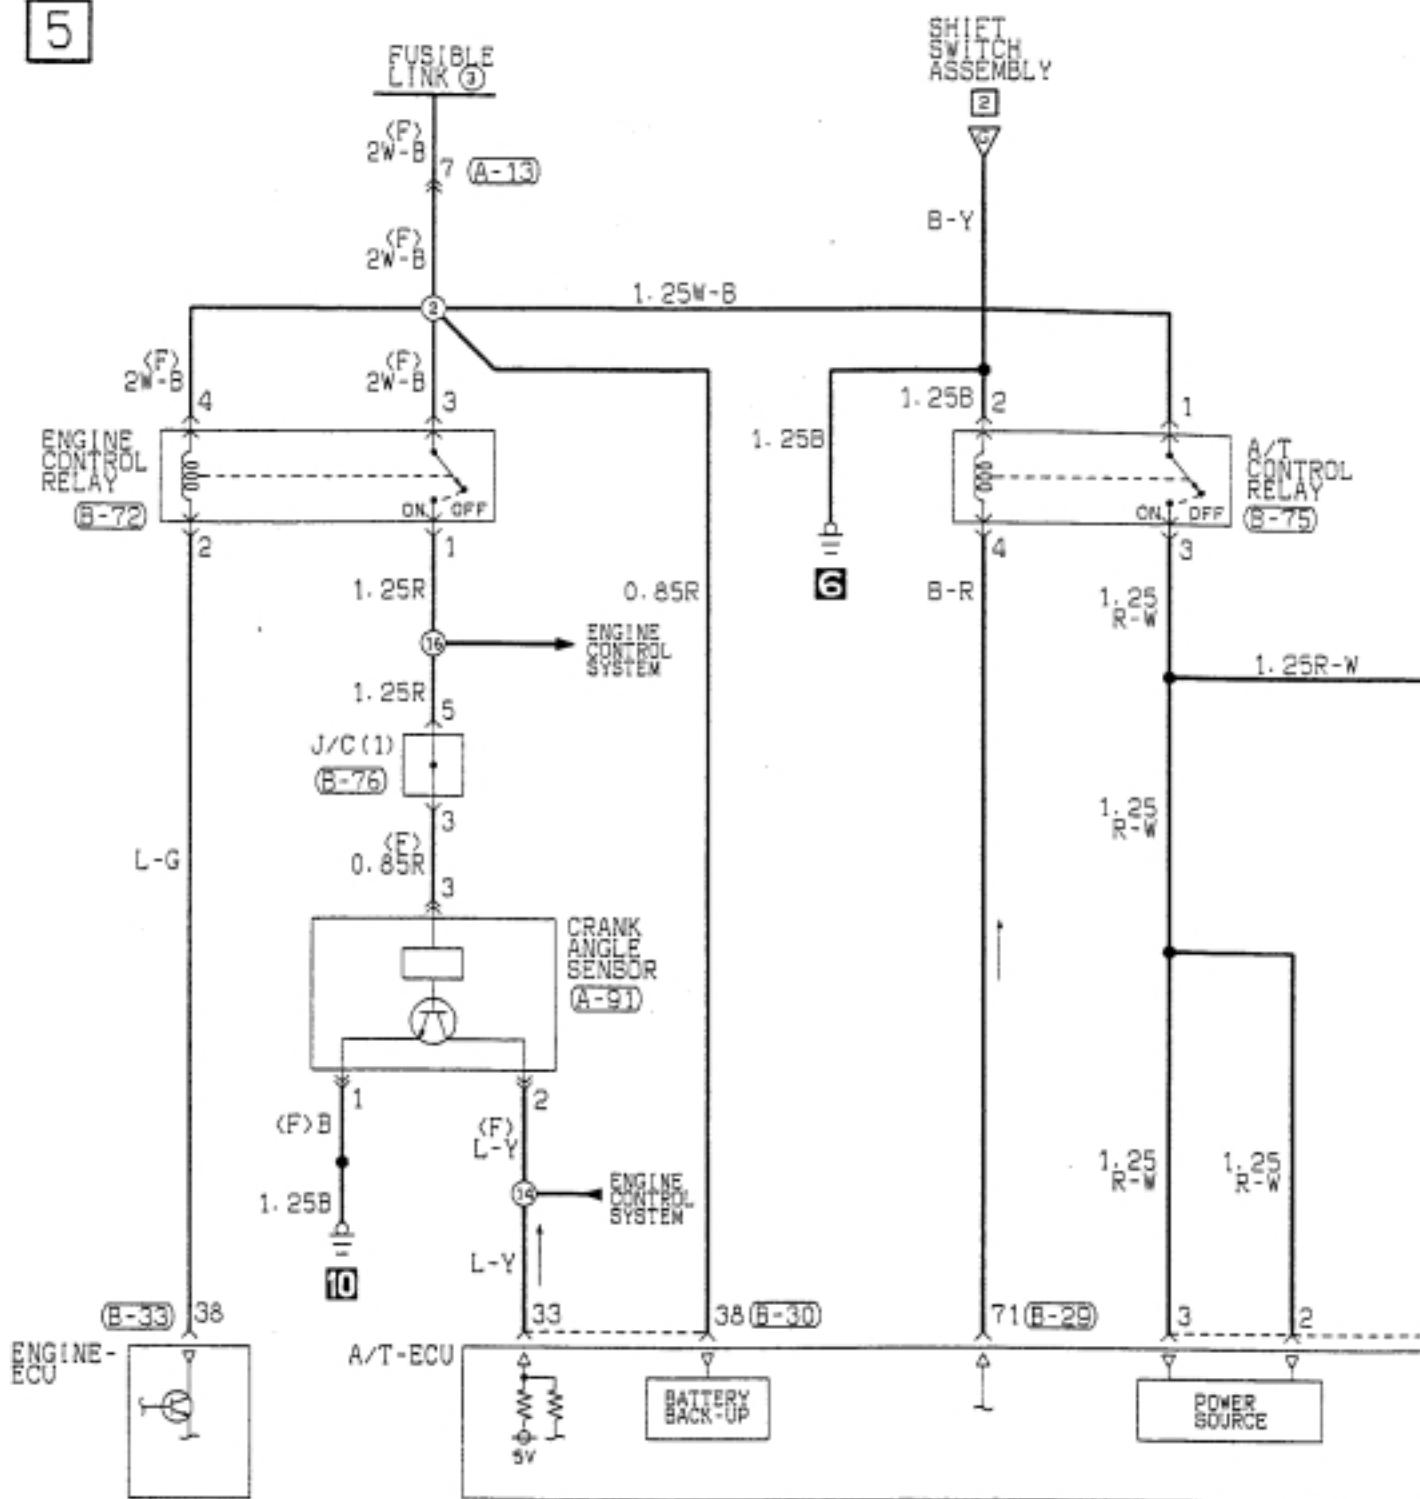 5
FUSIBLE
LINK ③
SHIFT
SWITCH
ASSEMBLY
2
(F)
2W-B
7
A-13
B-Y
(F)
2W-B
1.25W-B
2
(F)
2W-B
(F)
2W-B
4
3
1.25B
2
1
ENGINE
CONTROL
RELAY
B-72
ON
OFF
1.25B
A/T
CONTROL
RELAY
B-75
ON
OFF
2
1
4
3
6
1.25R
0.85R
B-R
1.25
R-W
16
ENGINE
CONTROL
SYSTEM
1.25R-W
1.25R
5
J/C(1)
B-76
3
1.25
R-W
L-G
(E)
0.85R
3
CRANK
ANGLE
SENSOR
A-91
1
2
(F)B
(F)
L-Y
1.25
R-W
1.25
R-W
ENGINE
CONTROL
SYSTEM
1.25B
L-Y
10
B-33
38
33
38
B-30
71
B-29
3
2
ENGINE-
ECU
A/T-ECU
BATTERY
BACK-UP
POWER
SOURCE
5V